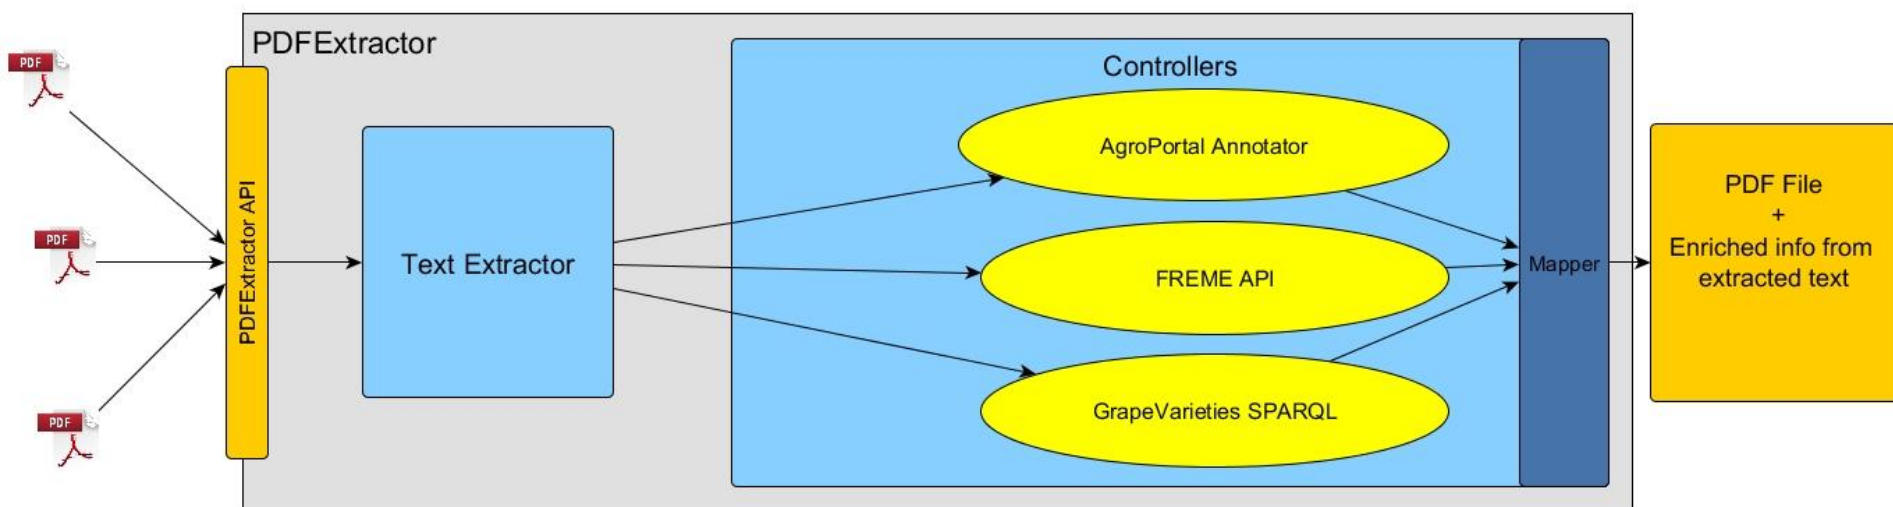 PDFExtractor
PDF
PDF
PDF
PDFExtractor API
Text Extractor
Controllers
AgroPortal Annotator
FREME API
GrapeVarieties SPARQL
Mapper
PDF File
+
Enriched info from
extracted text